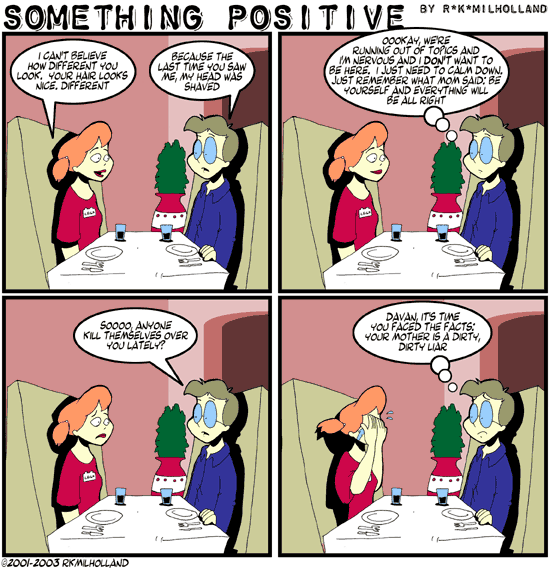 SOMETHING POSITIVE BY R*K*MILHOLLAND
I CAN'T BELIEVE
HOW DIFFERENT YOU
LOOK. YOUR HAIR LOOKS
NICE. DIFFERENT
BECAUSE THE
LAST TIME YOU SAW
ME, MY HEAD WAS
SHAVED
LEILA
OOOKAY, WE'RE
RUNNING OUT OF TOPICS AND
I'M NERVOUS AND I DON'T WANT TO
BE HERE. I JUST NEED TO CALM DOWN.
JUST REMEMBER WHAT MOM SAID: BE
YOURSELF AND EVERYTHING WILL
BE ALL RIGHT
SOOOO, ANYONE
KILL THEMSELVES OVER
YOU LATELY?
DAVAN, IT'S TIME
YOU FACED THE FACTS:
YOUR MOTHER IS A DIRTY,
DIRTY LIAR
©2001-2003 RKMILHOLLAND